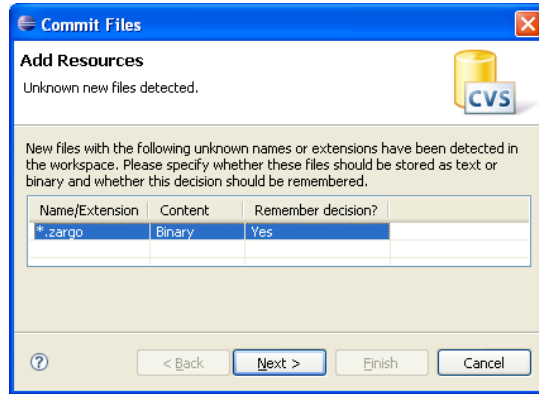 Commit Files
Add Resources
Unknown new files detected.
CVS
New files with the following unknown names or extensions have been detected in
the workspace. Please specify whether these files should be stored as text or
binary and whether this decision should be remembered.
Name/Extension Content Remember decision?
*.zargo Binary Yes
? < Back Next > Finish Cancel